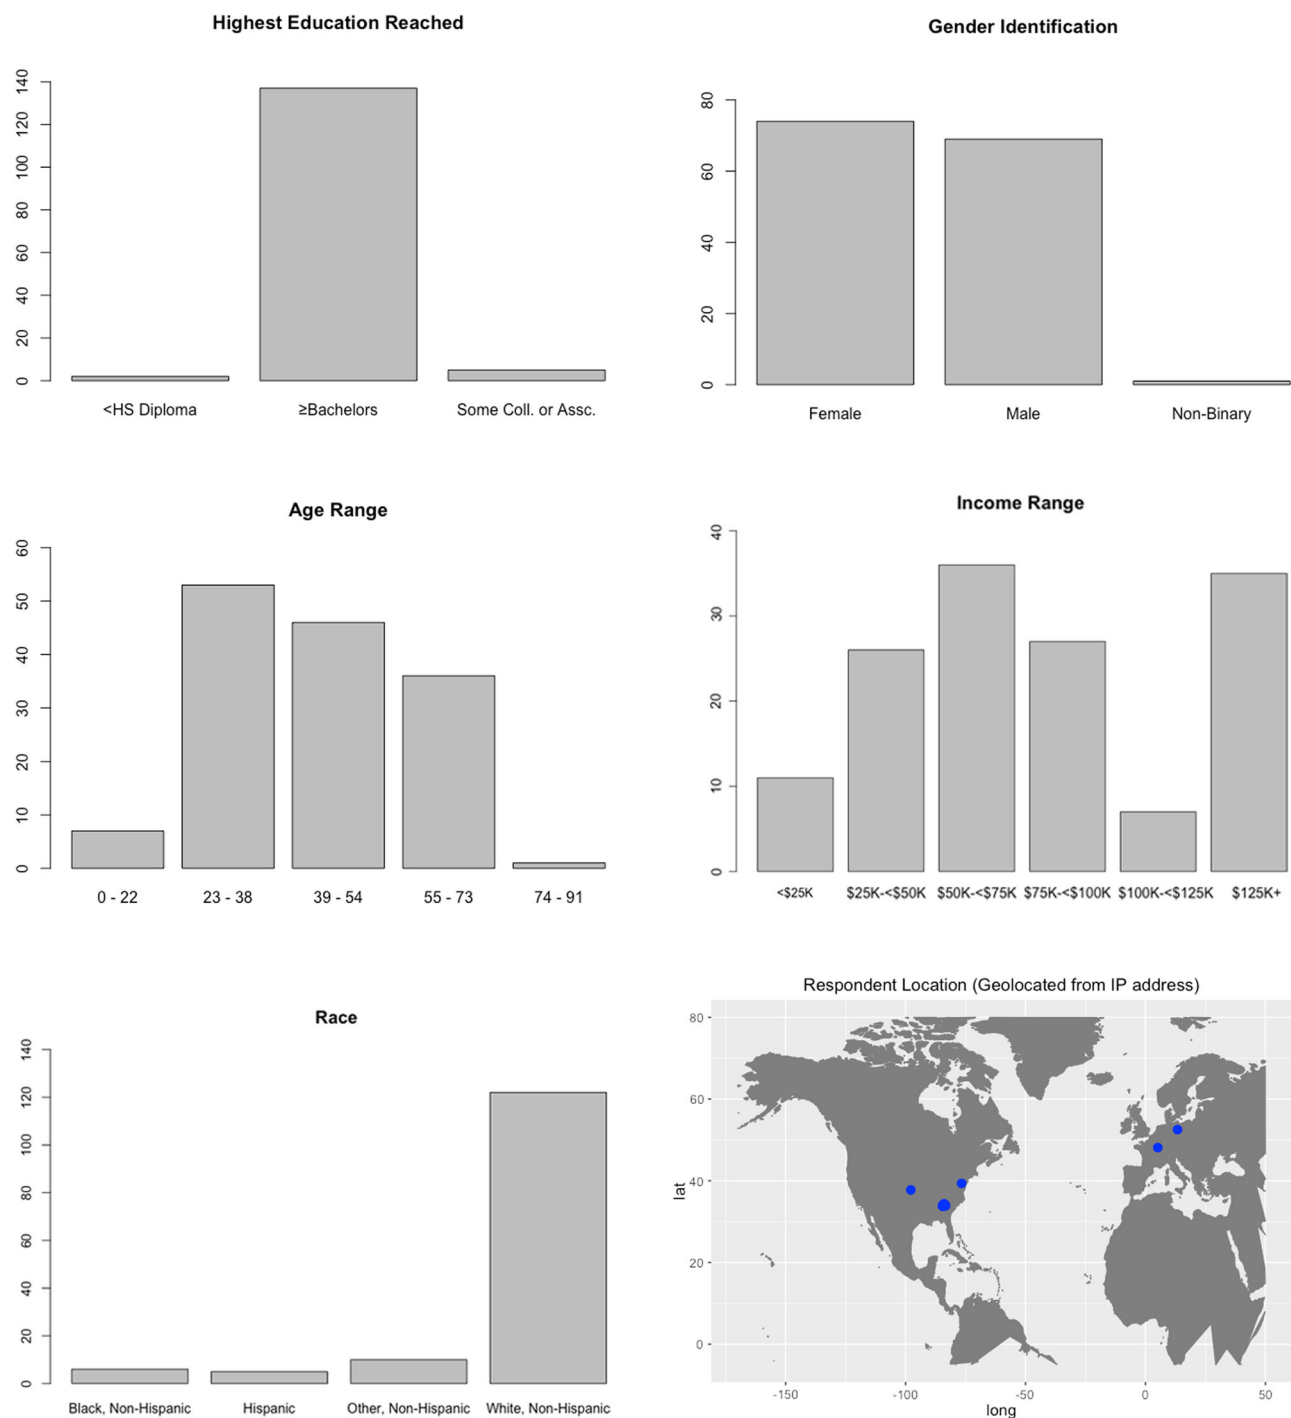 Highest Education Reached
140
120
100
80
60
40
20
0
<HS Diploma ≥Bachelors Some Coll. or Assc.
Gender Identification
80
60
40
20
0
Female Male Non-Binary
Age Range
60
50
40
30
20
10
0
0 - 22 23 - 38 39 - 54 55 - 73 74 - 91
Income Range
40
30
20
10
0
<$25K $25K-<$50K $50K-<$75K $75K-<$100K $100K-<$125K $125K+
Race
140
120
100
80
60
40
20
0
Black, Non-Hispanic Hispanic Other, Non-Hispanic White, Non-Hispanic
Respondent Location (Geolocated from IP address)
80
60
40
20
0
lat
-150 -100 -50 0 50
long